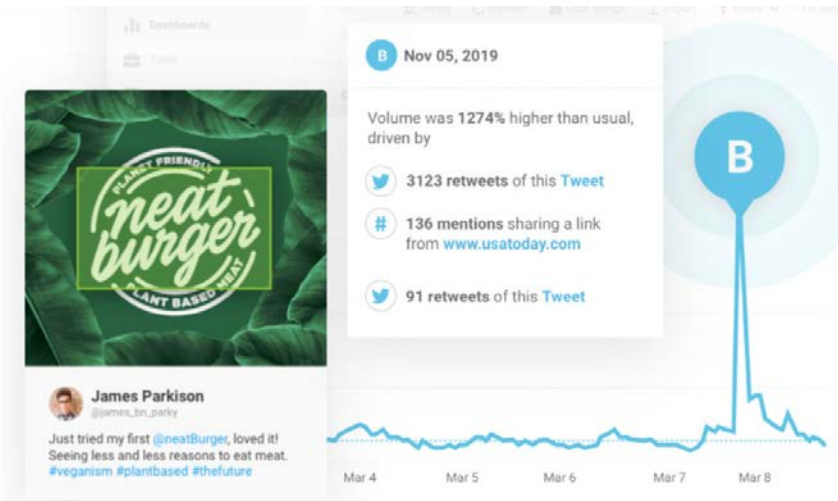 Dashboards
B Nov 05, 2019
Volume was 1274% higher than usual,
driven by
3123 retweets of this Tweet
# 136 mentions sharing a link
from www.usatoday.com
91 retweets of this Tweet
B
PLANET FRIENDLY
neat
burger
PLANT BASED MEAT
James Parkison
@james_bn_parky
Just tried my first @neatBurger, loved it!
Seeing less and less reasons to eat meat.
#veganism #plantbased #thefuture
Mar 4 Mar 5 Mar 6 Mar 7 Mar 8